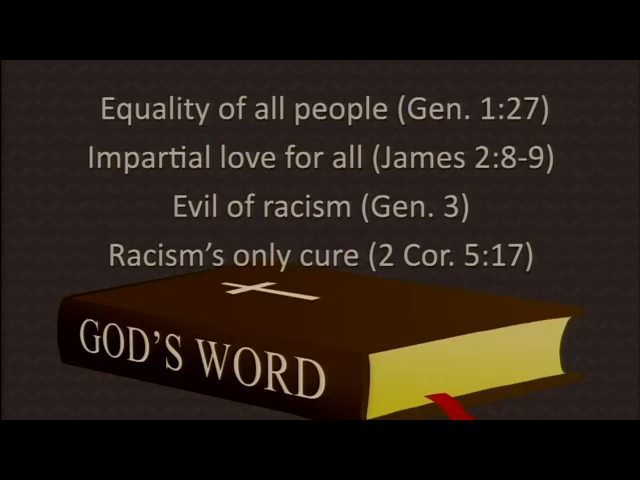 Equality of all people (Gen. 1:27)
Impartial love for all (James 2:8-9)
Evil of racism (Gen. 3)
Racism’s only cure (2 Cor. 5:17)
GOD’S WORD